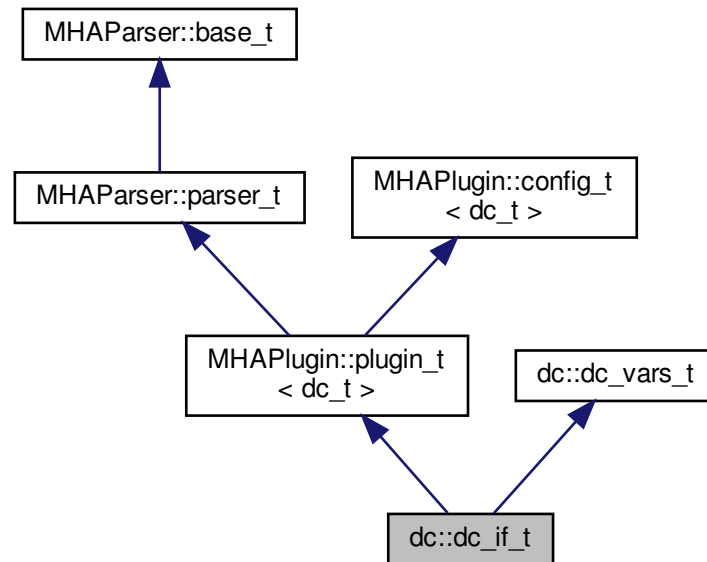 MHAParser::base_t
MHAParser::parser_t
MHAPlugin::config_t
< dc_t >
MHAPlugin::plugin_t
< dc_t >
dc::dc_vars_t
dc::dc_if_t